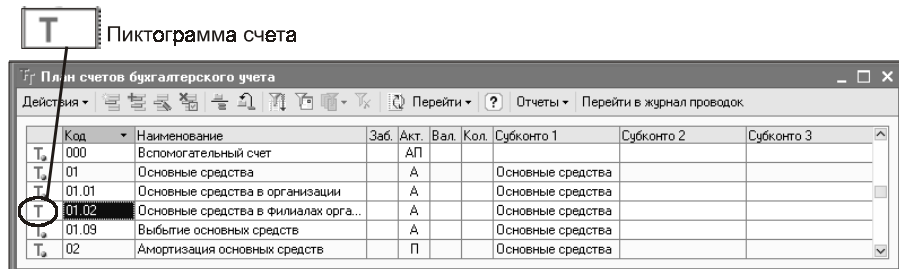 Т Пиктограмма счета
План счетов бухгалтерского учета
Действия Перейти ? Отчеты Перейти в журнал проводок
Код Наименование Заб. Акт. Вал. Кол. Субконто 1 Субконто 2 Субконто 3
Т 000 Вспомогательный счет АП
Т 01 Основные средства А Основные средства
Т 01.01 Основные средства в организации А Основные средства
Т 01.02 Основные средства в филиалах орга... А Основные средства
Т 01.09 Выбытие основных средств А Основные средства
Т 02 Амортизация основных средств П Основные средства